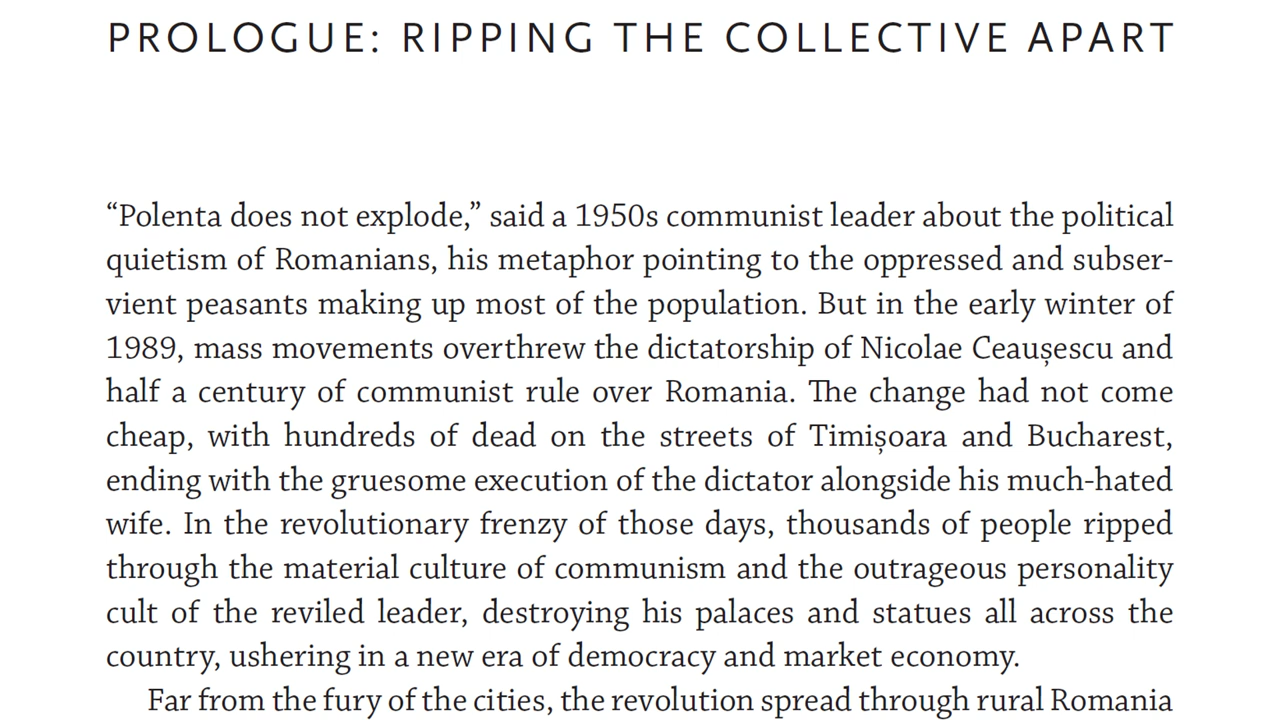 PROLOGUE: RIPPING THE COLLECTIVE APART
“Polenta does not explode,” said a 1950s communist leader about the political
quietism of Romanians, his metaphor pointing to the oppressed and subser-
vient peasants making up most of the population. But in the early winter of
1989, mass movements overthrew the dictatorship of Nicolae Ceaușescu and
half a century of communist rule over Romania. The change had not come
cheap, with hundreds of dead on the streets of Timișoara and Bucharest,
ending with the gruesome execution of the dictator alongside his much-hated
wife. In the revolutionary frenzy of those days, thousands of people ripped
through the material culture of communism and the outrageous personality
cult of the reviled leader, destroying his palaces and statues all across the
country, ushering in a new era of democracy and market economy.
Far from the fury of the cities, the revolution spread through rural Romania